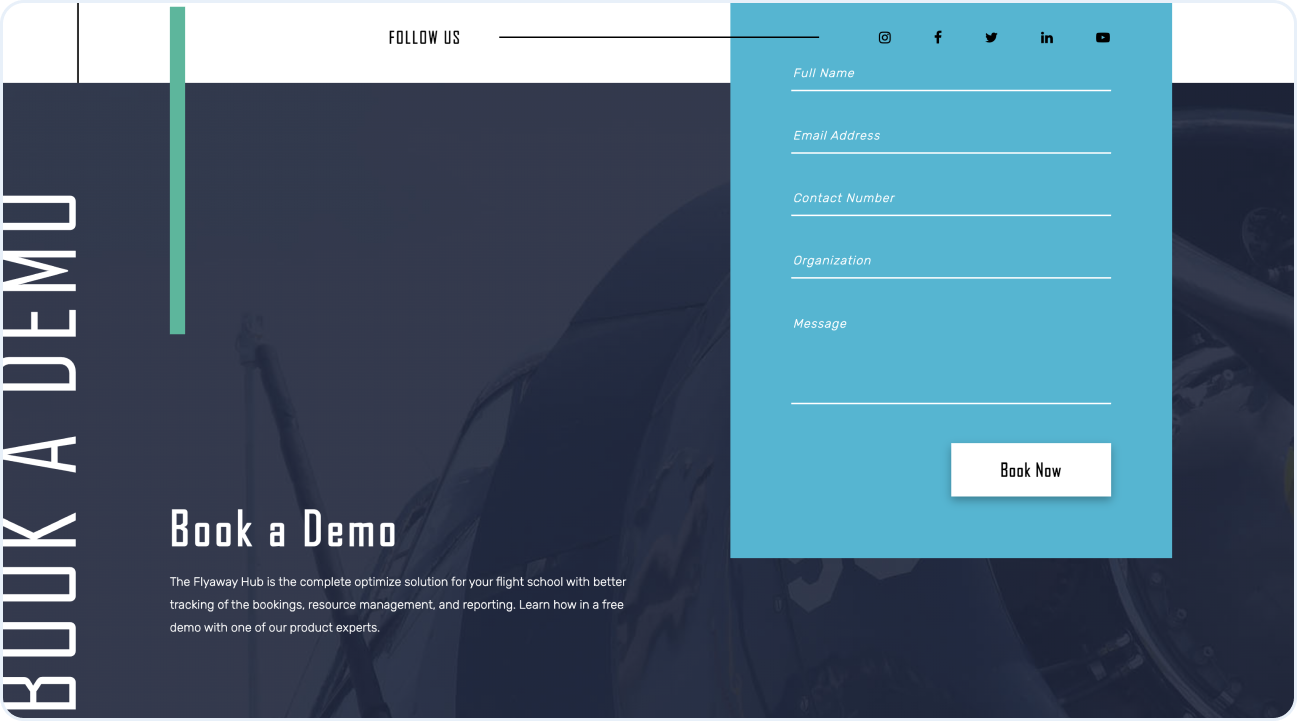 FOLLOW US
Full Name
Email Address
Contact Number
Organization
Message
Book Now
BOOK A DEMO
Book a Demo
The Flyaway Hub is the complete optimize solution for your flight school with better
tracking of the bookings, resource management, and reporting. Learn how in a free
demo with one of our product experts.